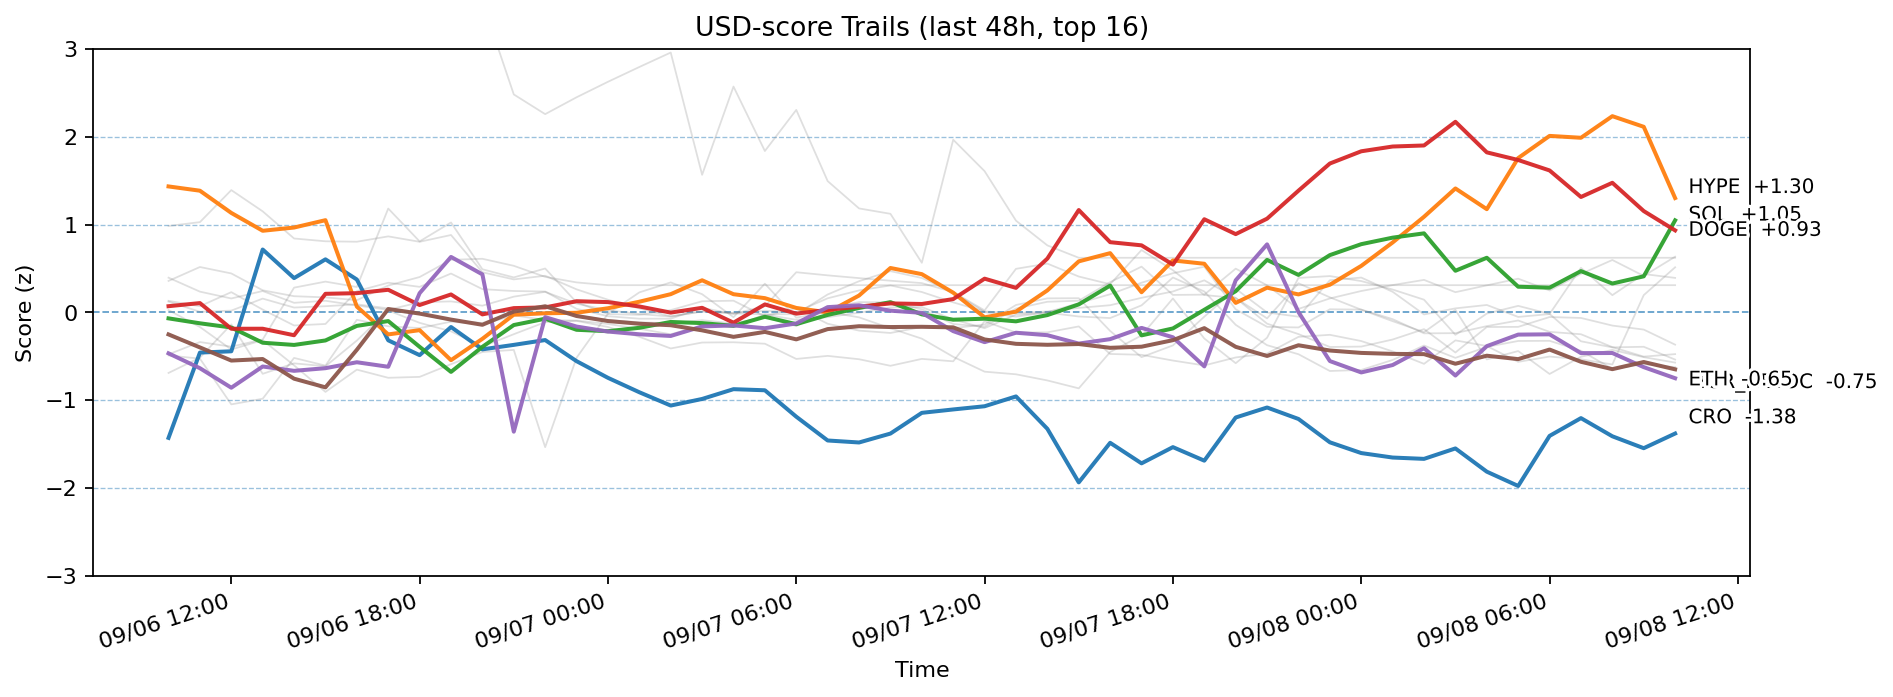 USD-score Trails (last 48h, top 16)
Score (z)
3
2
1
0
−1
−2
−3
HYPE +1.30
SOL +1.05
DOGE +0.93
ETH -0.65
-0.75
CRO -1.38
09/06 12:00
09/06 18:00
09/07 00:00
09/07 06:00
09/07 12:00
09/07 18:00
09/08 00:00
09/08 06:00
09/08 12:00
Time